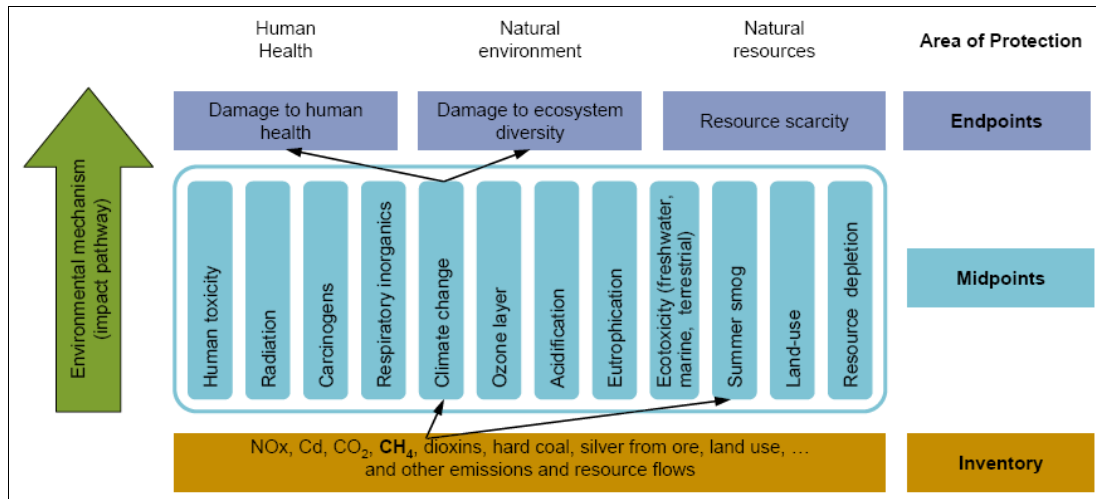 Human
Health
Natural
environment
Natural
resources
Area of Protection
Damage to human
health
Damage to ecosystem
diversity
Resource scarcity
Endpoints
Environmental mechanism
(impact pathway)
Human toxicity
Radiation
Carcinogens
Respiratory inorganics
Climate change
Ozone layer
Acidification
Eutrophication
Ecotoxicity (freshwater,
marine, terrestrial)
Summer smog
Land-use
Resource depletion
Midpoints
NOx, Cd, CO₂, CH₄, dioxins, hard coal, silver from ore, land use, …
and other emissions and resource flows
Inventory